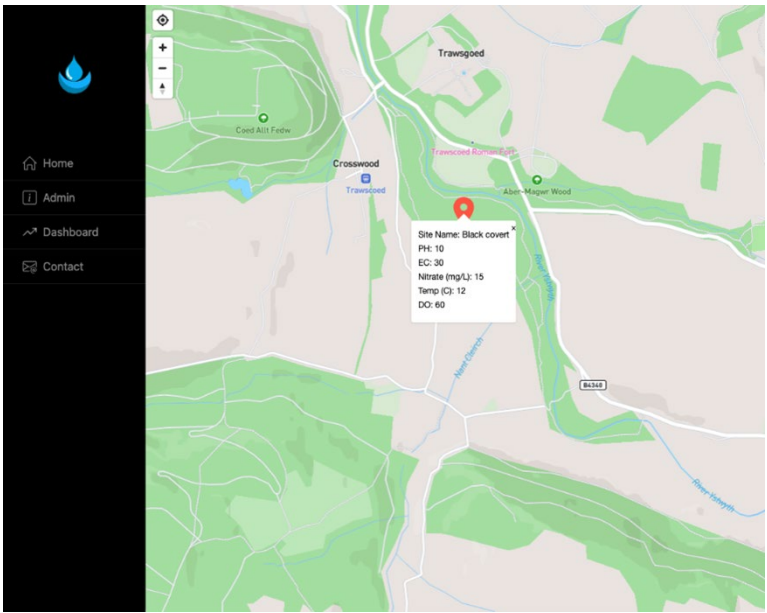 Home
Admin
Dashboard
Contact
+
−
Trawsgoed
Coed Allt Fedw
Trawscoed Roman Fort
Crosswood
Trawscoed
Aber-Magwr Wood
Site Name: Black covert
x
PH: 10
EC: 30
Nitrate (mg/L): 15
Temp (C): 12
DO: 60
River Ystwyth
Nant Cleirch
B4340
River Ystwyth